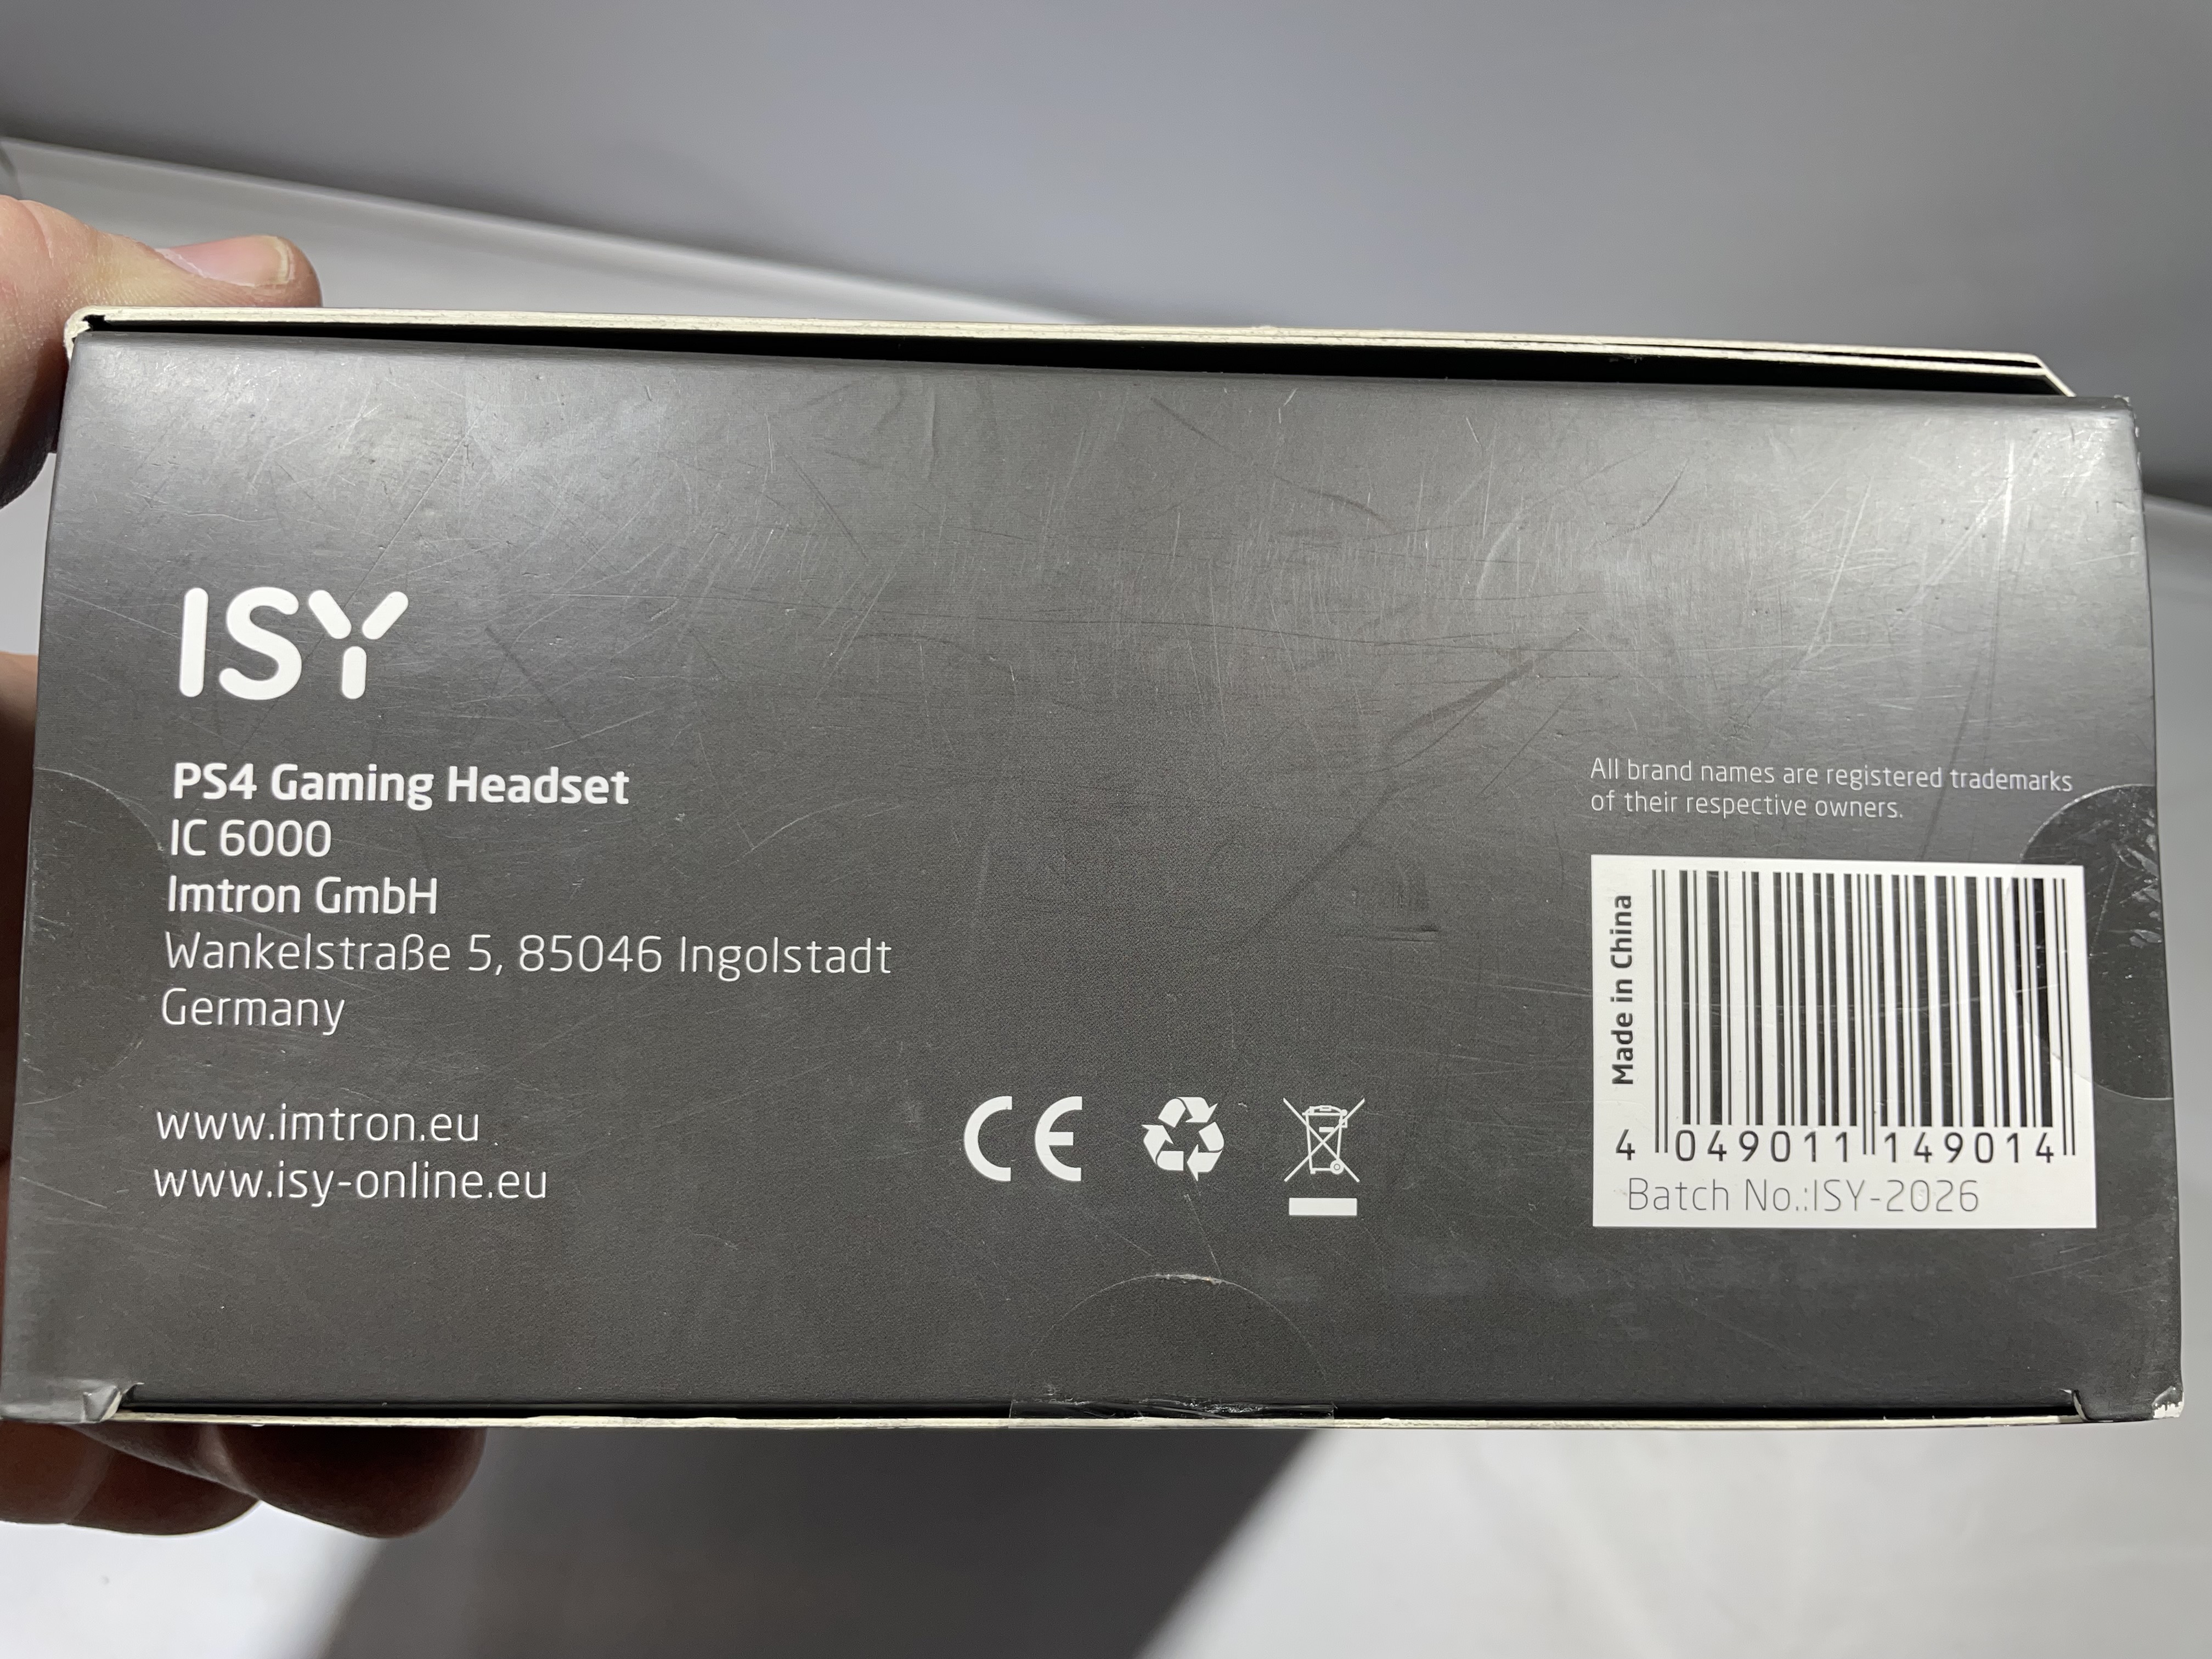 ISY
PS4 Gaming Headset
IC 6000
Imtron GmbH
Wankelstraße 5, 85046 Ingolstadt
Germany
www.imtron.eu
www.isy-online.eu
CE
All brand names are registered trademarks
of their respective owners.
Made in China
4 049011 149014
Batch No.:ISY-2026